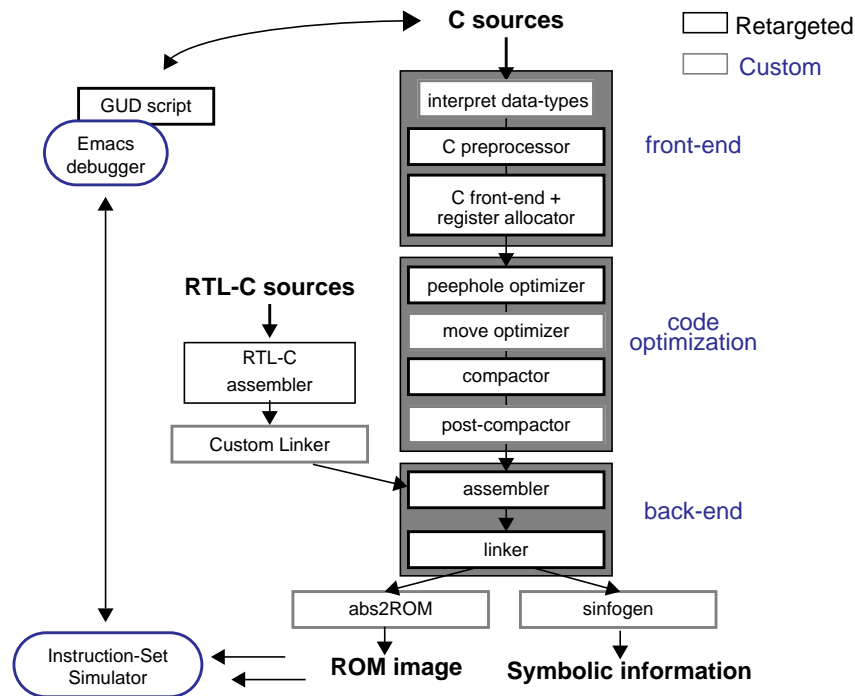 C sources
Retargeted
Custom
GUD script
Emacs
debugger
interpret data-types
C preprocessor
C front-end +
register allocator
front-end
RTL-C sources
RTL-C
assembler
Custom Linker
peephole optimizer
move optimizer
compactor
post-compactor
code
optimization
assembler
linker
back-end
abs2ROM
sinfogen
Instruction-Set
Simulator
ROM image
Symbolic information